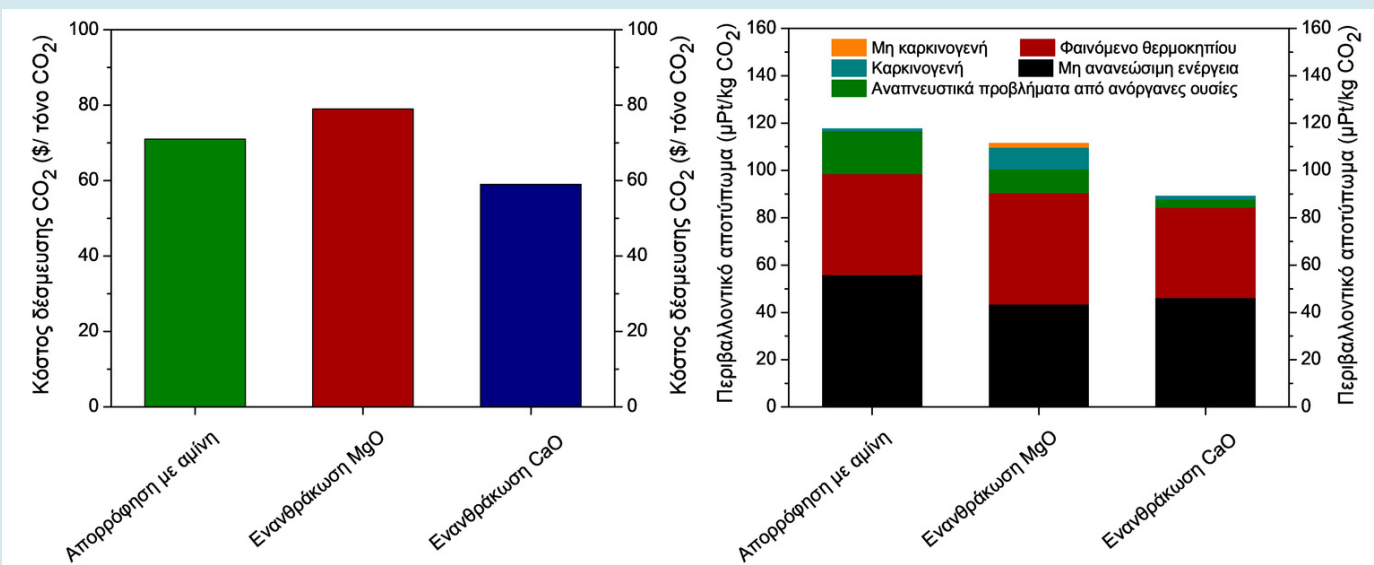 Κόστος δέσμευσης CO2 ($/ τόνο CO2)
100
80
60
40
20
0
100
80
60
40
20
0
Κόστος δέσμευσης CO2 ($/ τόνο CO2)
Απορρόφηση με αμίνη
Ενανθράκωση MgO
Ενανθράκωση CaO
Περιβαλλοντικό αποτύπωμα (μPt/kg CO2)
160
140
120
100
80
60
40
20
0
Μη καρκινογενή
Φαινόμενο θερμοκηπίου
Καρκινογενή
Μη ανανεώσιμη ενέργεια
Αναπνευστικά προβλήματα από ανόργανες ουσίες
160
140
120
100
80
60
40
20
0
Περιβαλλοντικό αποτύπωμα (μPt/kg CO2)
Απορρόφηση με αμίνη
Ενανθράκωση MgO
Ενανθράκωση CaO